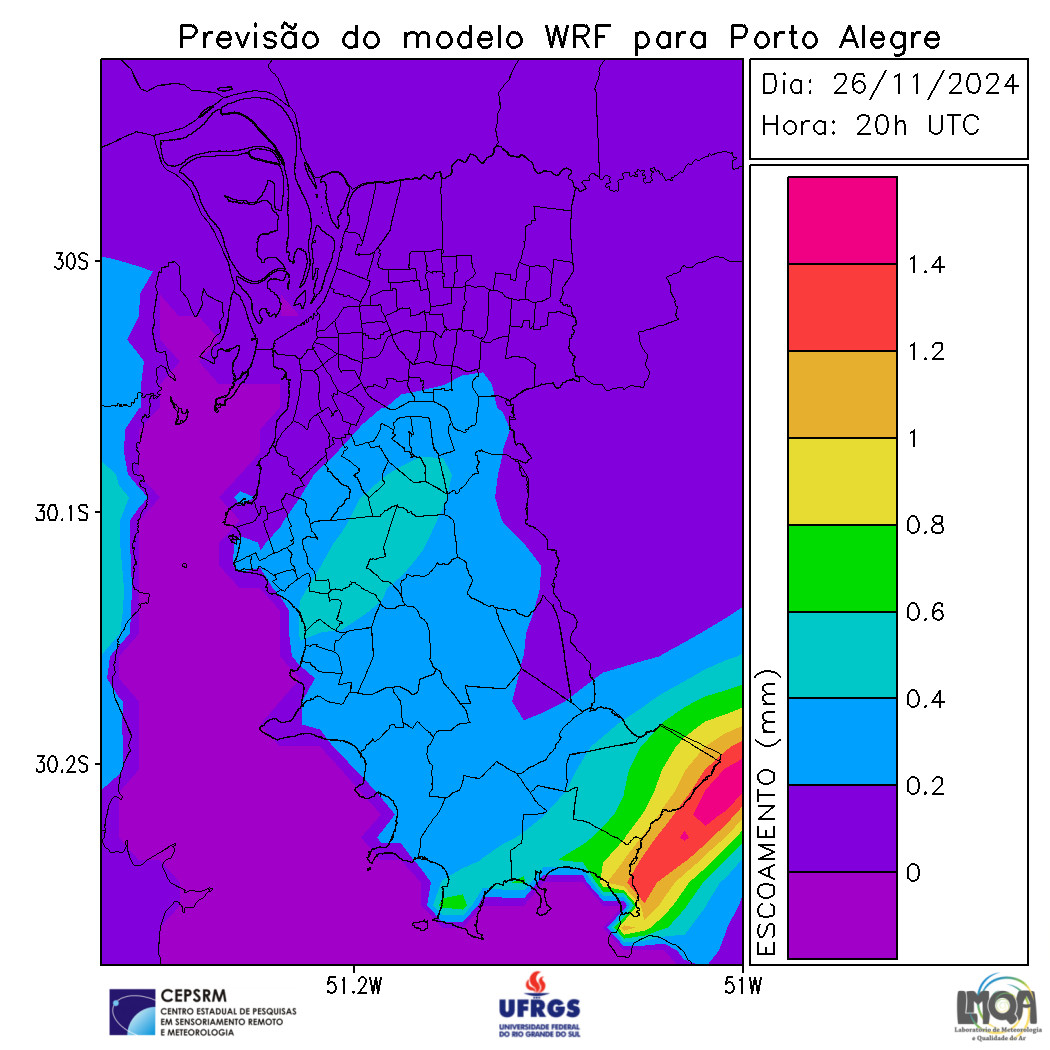 Previsão do modelo WRF para Porto Alegre
Dia: 26/11/2024
Hora: 20h UTC
30S
30.1S
30.2S
51.2W
51W
1.4
1.2
1
0.8
0.6
0.4
0.2
0
ESCOAMENTO (mm)
CEPSRM
CENTRO ESTADUAL DE PESQUISAS
EM SENSORIAMENTO REMOTO
E METEOROLOGIA
UFRGS
UNIVERSIDADE FEDERAL
DO RIO GRANDE DO SUL
LMQA
Laboratório de Meteorologia
e Qualidade do Ar